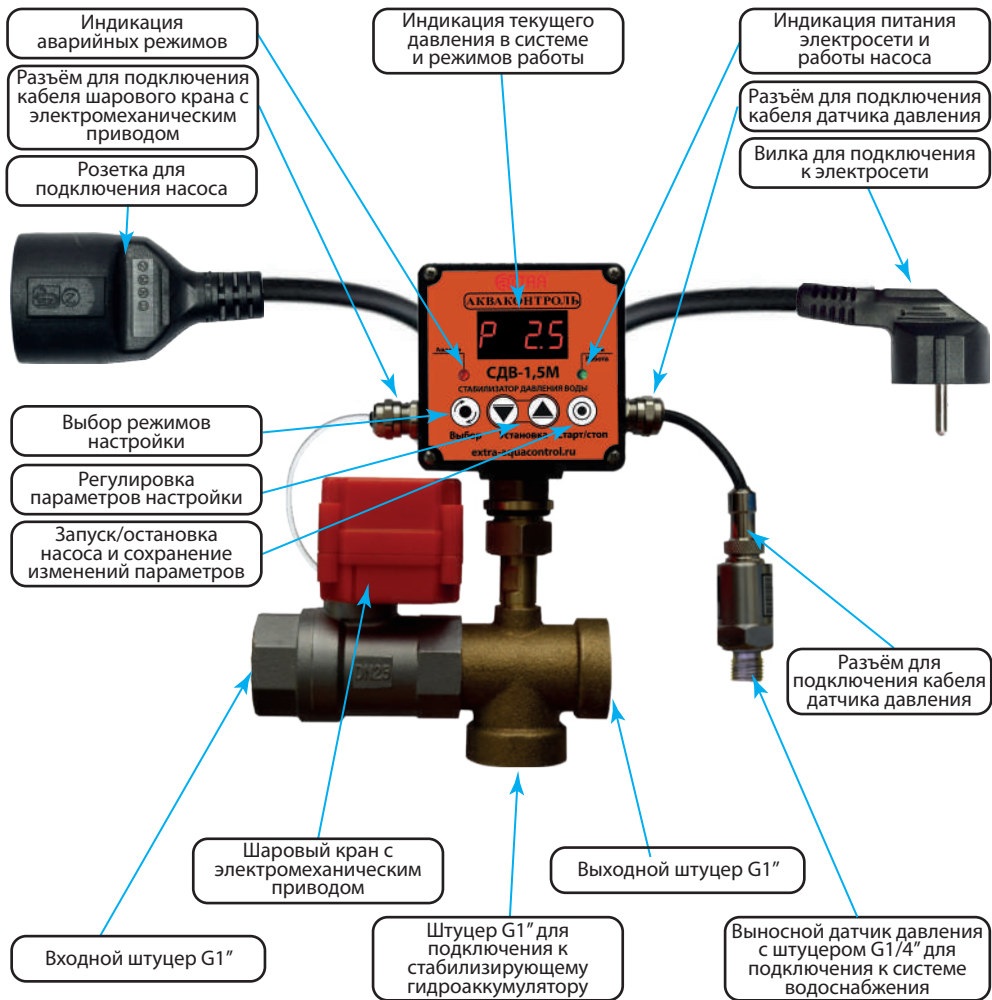 Индикация
аварийных режимов
Индикация текущего
давления в системе
и режимов работы
Индикация питания
электросети и
работы насоса
Разъём для подключения
кабеля шарового крана с
электромеханическим
приводом
Разъём для подключения
кабеля датчика давления
Розетка для
подключения насоса
Вилка для подключения
к электросети
АКВАКОНТРОЛЬ
P 2.5
СДВ-1,5М
СТАБИЛИЗАТОР ДАВЛЕНИЯ ВОДЫ
Выбор Установка Старт/стоп
extra-aquacontrol.ru
Выбор режимов
настройки
Регулировка
параметров настройки
Запуск/остановка
насоса и сохранение
изменений параметров
DN25
Разъём для
подключения кабеля
датчика давления
Шаровый кран с
электромеханическим
приводом
Выходной штуцер G1”
Входной штуцер G1”
Штуцер G1” для
подключения к
стабилизирующему
гидроаккумулятору
Выносной датчик давления
с штуцером G1/4” для
подключения к системе
водоснабжения